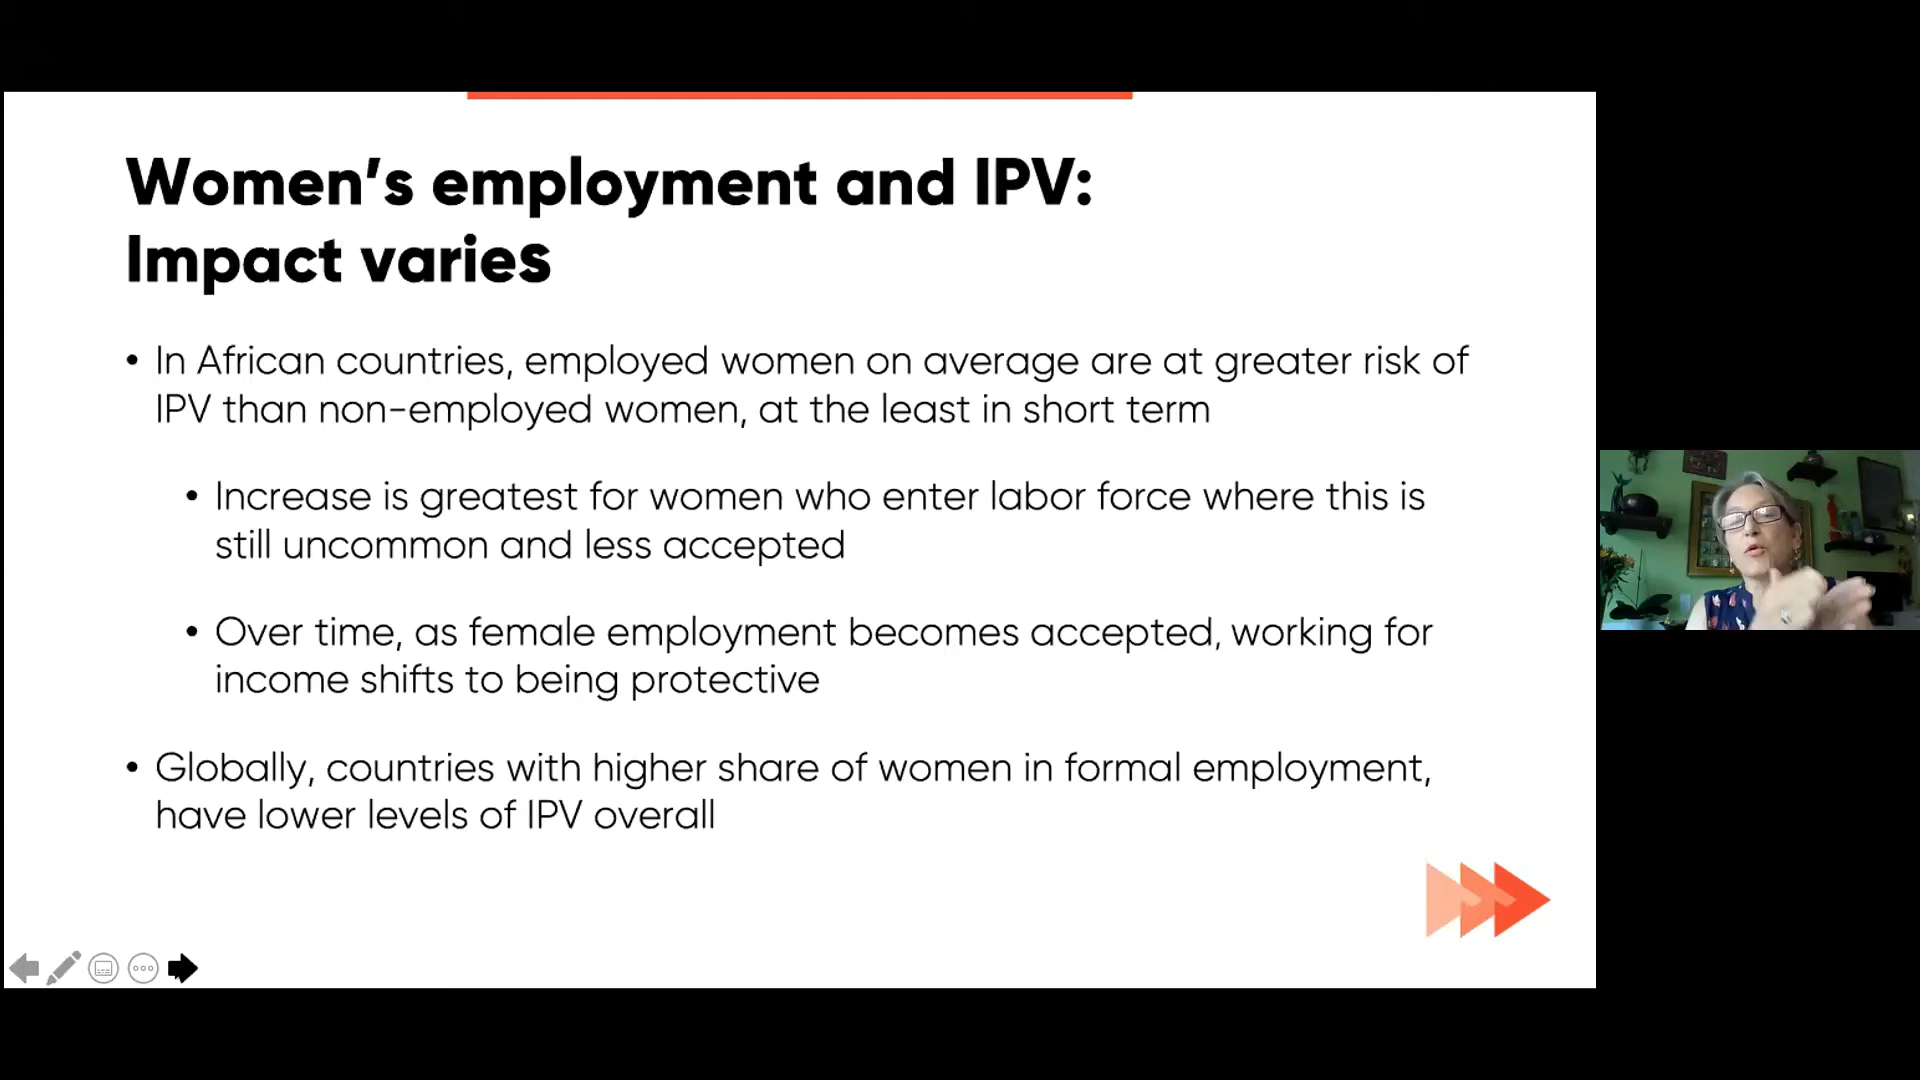 Women’s employment and IPV:
Impact varies
• In African countries, employed women on average are at greater risk of
IPV than non-employed women, at the least in short term
• Increase is greatest for women who enter labor force where this is
still uncommon and less accepted
• Over time, as female employment becomes accepted, working for
income shifts to being protective
• Globally, countries with higher share of women in formal employment,
have lower levels of IPV overall